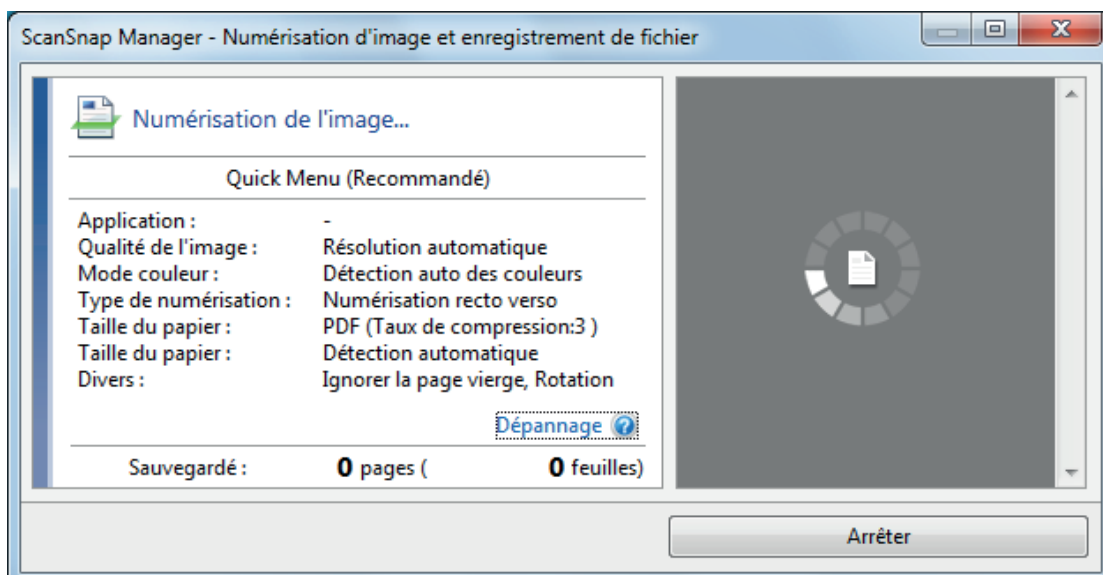 ScanSnap Manager - Numérisation d'image et enregistrement de fichier
Numérisation de l'image...
Quick Menu (Recommandé)
Application : -
Qualité de l'image : Résolution automatique
Mode couleur : Détection auto des couleurs
Type de numérisation : Numérisation recto verso
Taille du papier : PDF (Taux de compression:3 )
Taille du papier : Détection automatique
Divers : Ignorer la page vierge, Rotation
Dépannage ?
Sauvegardé : 0 pages ( 0 feuilles)
Arrêter